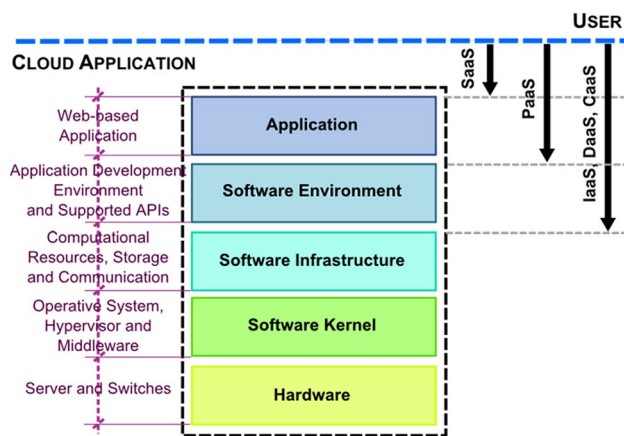 USER
CLOUD APPLICATION
SaaS
PaaS
IaaS, DaaS, CaaS
Web-based
Application
Application
Application Development
Environment
and Supported APIs
Software Environment
Computational
Resources, Storage
and Communication
Software Infrastructure
Operative System,
Hypervisor and
Middleware
Software Kernel
Server and Switches
Hardware